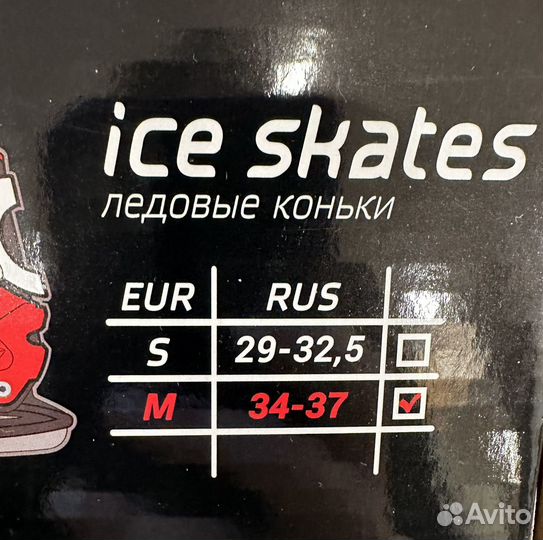 ice skates
ледовые коньки
EUR RUS
S 29-32,5
M 34-37
Avito